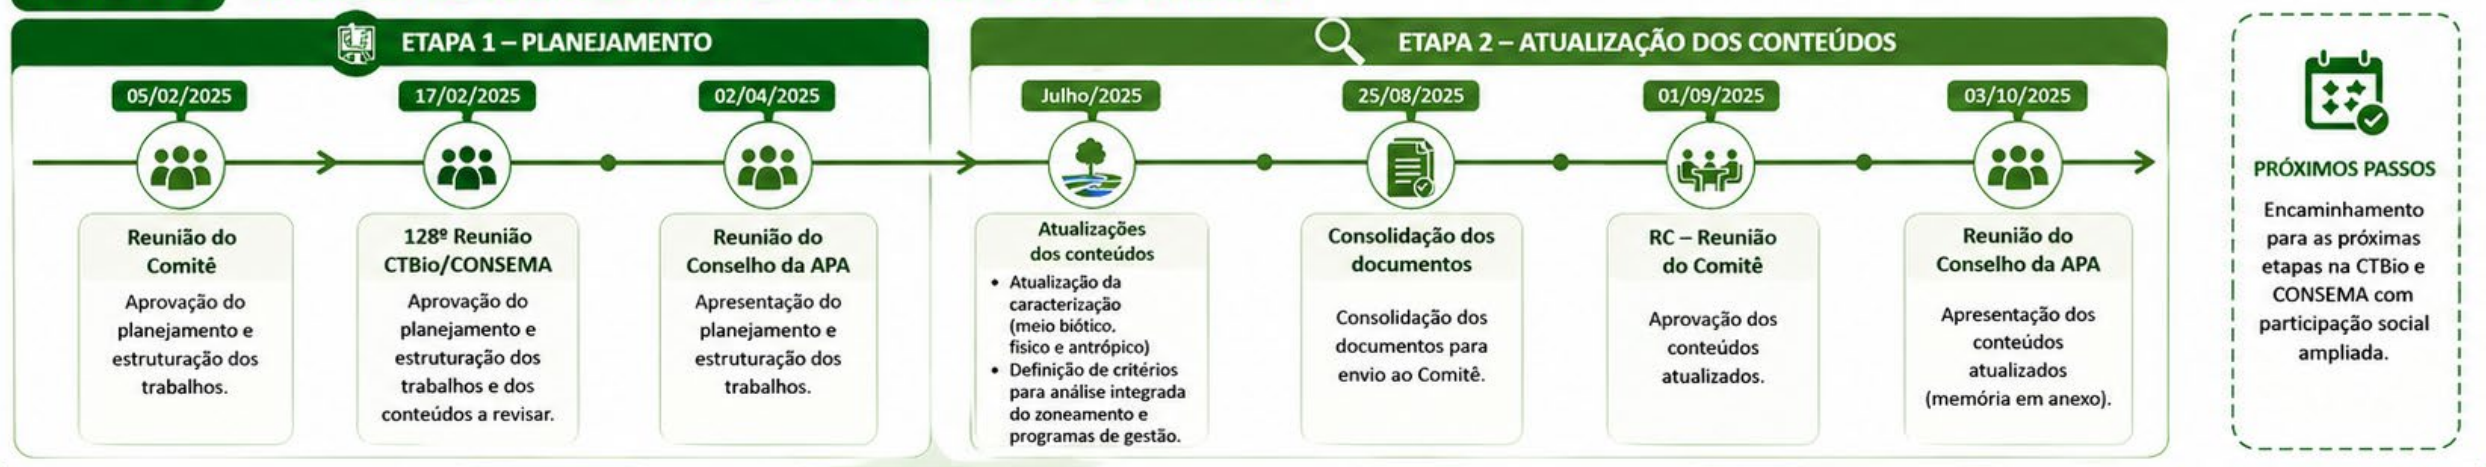 ETAPA 1 – PLANEJAMENTO
05/02/2025
Reunião do
Comitê
Aprovação do
planejamento e
estruturação dos
trabalhos.
17/02/2025
128ª Reunião
CTBio/CONSEMA
Aprovação do
planejamento e
estruturação dos
trabalhos e dos
conteúdos a revisar.
02/04/2025
Reunião do
Conselho da APA
Apresentação do
planejamento e
estruturação dos
trabalhos.
ETAPA 2 – ATUALIZAÇÃO DOS CONTEÚDOS
Julho/2025
Atualizações
dos conteúdos
• Atualização da
caracterização
(meio biótico,
fisico e antrópico)
• Definição de critérios
para análise integrada
do zoneamento e
programas de gestão.
25/08/2025
Consolidação dos
documentos
Consolidação dos
documentos para
envio ao Comitê.
01/09/2025
RC – Reunião
do Comitê
Aprovação dos
conteúdos
atualizados.
03/10/2025
Reunião do
Conselho da APA
Apresentação dos
conteúdos
atualizados
(memória em anexo).
PRÓXIMOS PASSOS
Encaminhamento
para as próximas
etapas na CTBio e
CONSEMA com
participação social
ampliada.